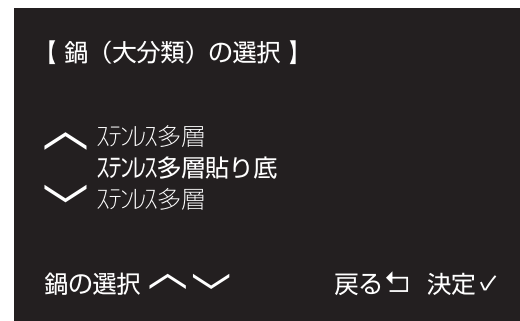 【 鍋（大分類）の選択 】
ステンレス多層
ステンレス多層貼り底
ステンレス多層
鍋の選択 ︿﹀ 戻る↰ 決定✓